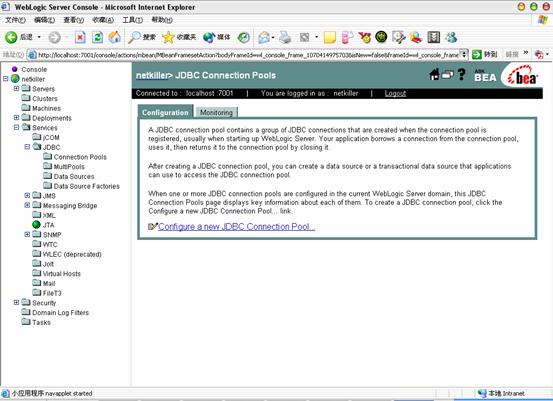 WebLogic Server Console - Microsoft Internet Explorer
文件(F) 编辑(E) 查看(V) 收藏(A) 工具(T) 帮助(H)
后退 搜索 收藏夹 媒体
地址(D) http://localhost:7001/console/actions/mbean/MBeanFramesetAction?bodyFrameId=wl_console_frame_1070414975703&isNew=false&frameId=wl_console_frame_ 转到 链接
Console
netkiller
Servers
Clusters
Machines
Deployments
Services
jCOM
JDBC
Connection Pools
MultiPools
Data Sources
Data Source Factories
JMS
Messaging Bridge
XML
JTA
SNMP
WTC
WLEC (deprecated)
Jolt
Virtual Hosts
Mail
FileT3
Security
Domain Log Filters
Tasks
netkiller> JDBC Connection Pools
ASK
BEA
bea
Connected to : localhost :7001 | You are logged in as : netkiller | Logout
Configuration Monitoring
A JDBC connection pool contains a group of JDBC connections that are created when the connection pool is
registered, usually when starting up WebLogic Server. Your application borrows a connection from the connection pool,
uses it, then returns it to the connection pool by closing it.
After creating a JDBC connection pool, you can create a data source or a transactional data source that applications
can use to access the JDBC connection pool.
When one or more JDBC connection pools are configured in the current WebLogic Server domain, this JDBC
Connection Pools page displays key information about each of them. To create a JDBC connection pool, click the
Configure a new JDBC Connection Pool... link.
Configure a new JDBC Connection Pool...
小应用程序 navapplet started
本地 Intranet